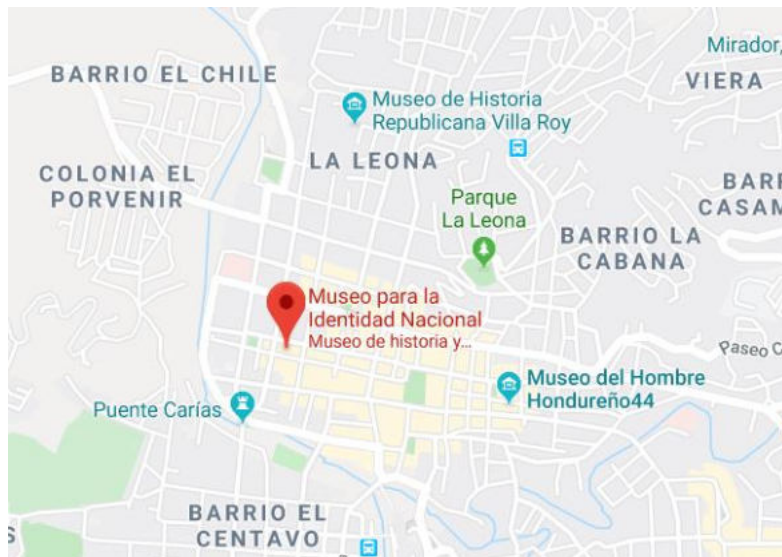 Mirador,
BARRIO EL CHILE
VIERA
Museo de Historia
Republicana Villa Roy
LA LEONA
COLONIA EL
PORVENIR
Parque
La Leona
BARRIO LA
CABANA
Museo para la
Identidad Nacional
Museo de historia y...
Paseo
Museo del Hombre
Hondureño44
Puente Carías
BARRIO EL
CENTAVO